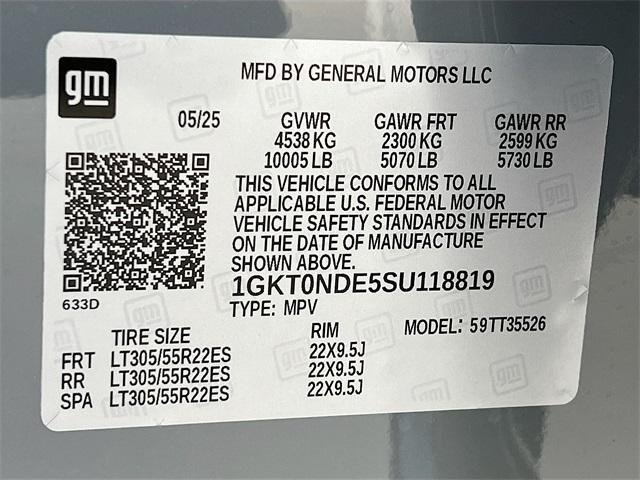 gm
MFD BY GENERAL MOTORS LLC
05/25 GVWR GAWR FRT GAWR RR
4538 KG 2300 KG 2599 KG
10005 LB 5070 LB 5730 LB
THIS VEHICLE CONFORMS TO ALL
APPLICABLE U.S. FEDERAL MOTOR
VEHICLE SAFETY STANDARDS IN EFFECT
ON THE DATE OF MANUFACTURE
SHOWN ABOVE.
633D
1GKT0NDE5SU118819
TYPE: MPV
TIRE SIZE RIM MODEL: 59TT35526
FRT LT305/55R22ES 22X9.5J
RR LT305/55R22ES 22X9.5J
SPA LT305/55R22ES 22X9.5J